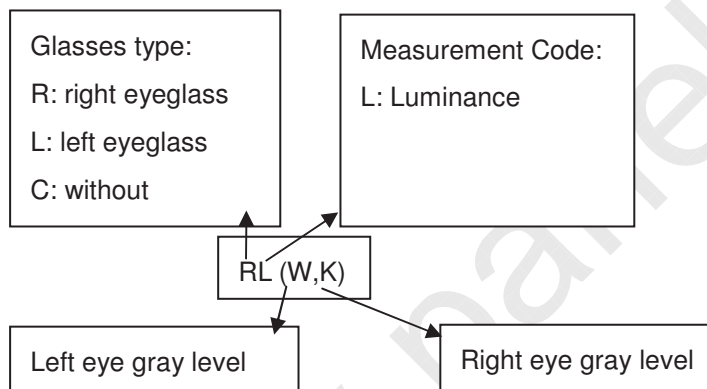 Glasses type:
R: right eyeglass
L: left eyeglass
C: without
Measurement Code:
L: Luminance
RL (W,K)
Left eye gray level
Right eye gray level
panel